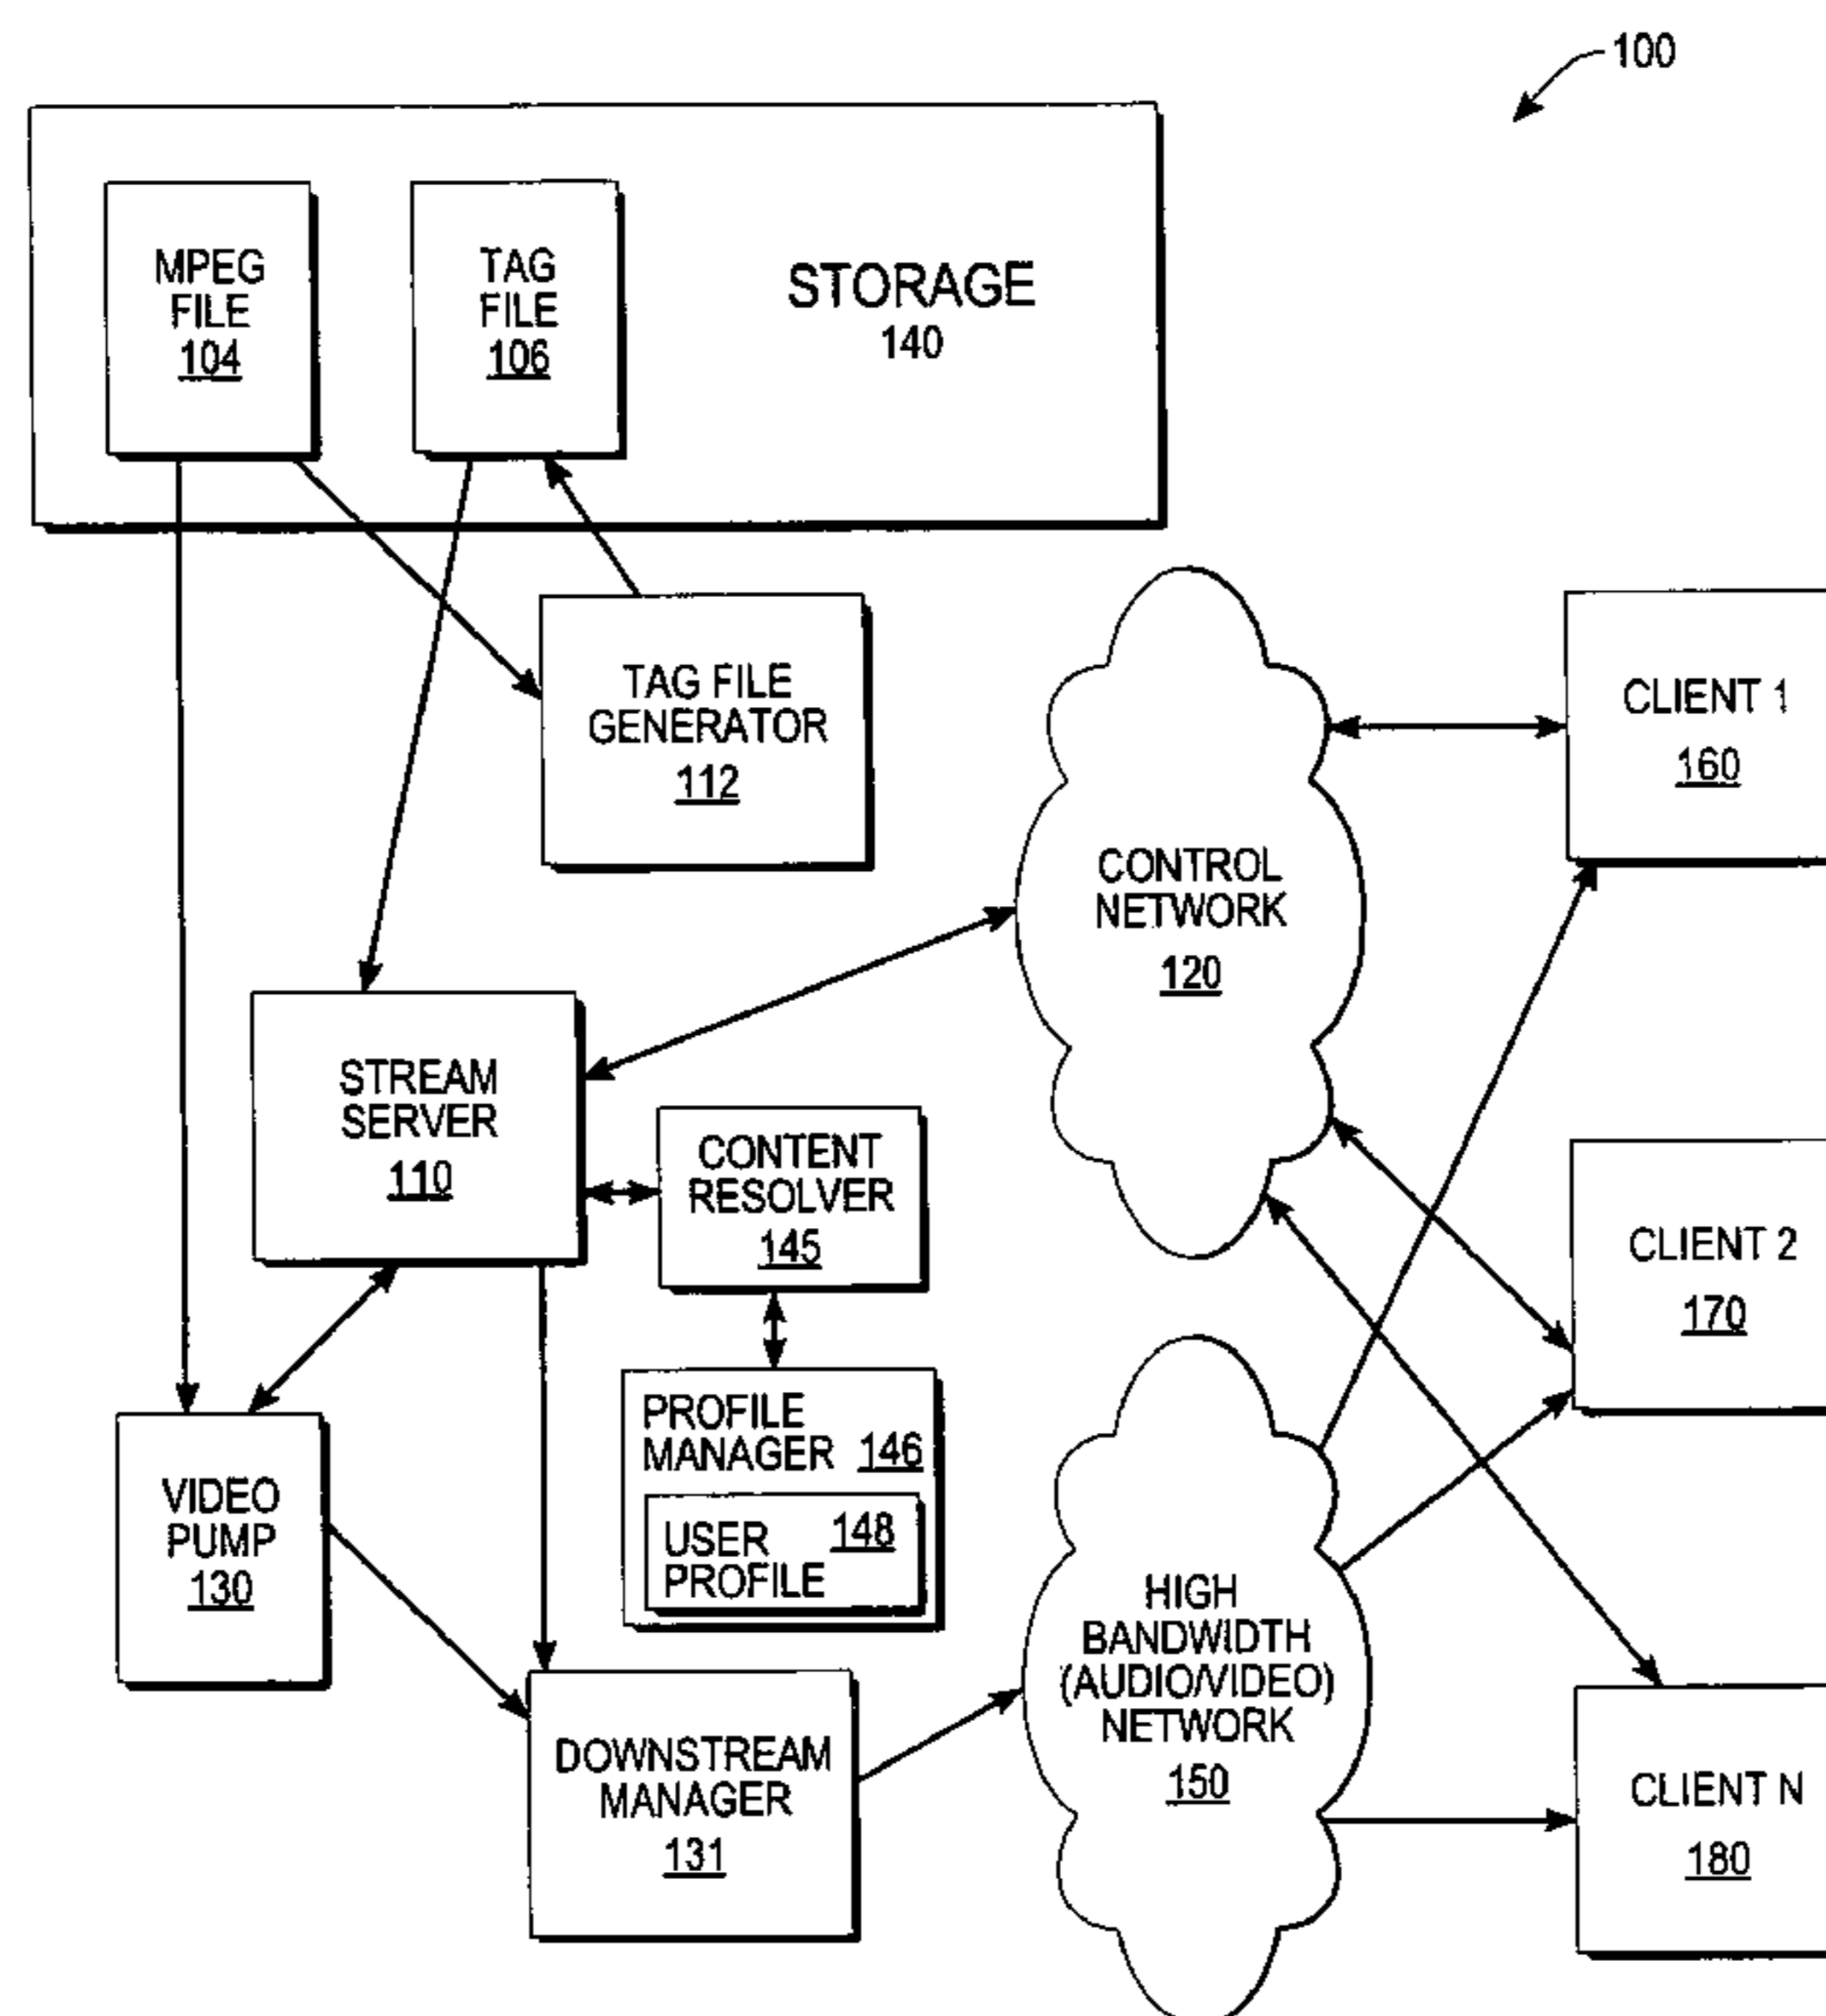 100
MPEG
FILE
104
TAG
FILE
106
STORAGE
140
TAG FILE
GENERATOR
112
CONTROL
NETWORK
120
CLIENT 1
160
STREAM
SERVER
110
CONTENT
RESOLVER
145
CLIENT 2
170
PROFILE
MANAGER 146
USER 148
PROFILE
VIDEO
PUMP
130
HIGH
BANDWIDTH
(AUDIO/VIDEO)
NETWORK
150
DOWNSTREAM
MANAGER
131
CLIENT N
180